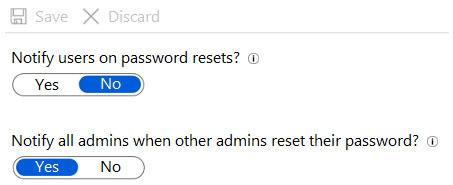 Save Discard
Notify users on password resets?
Yes No
Notify all admins when other admins reset their password?
Yes No